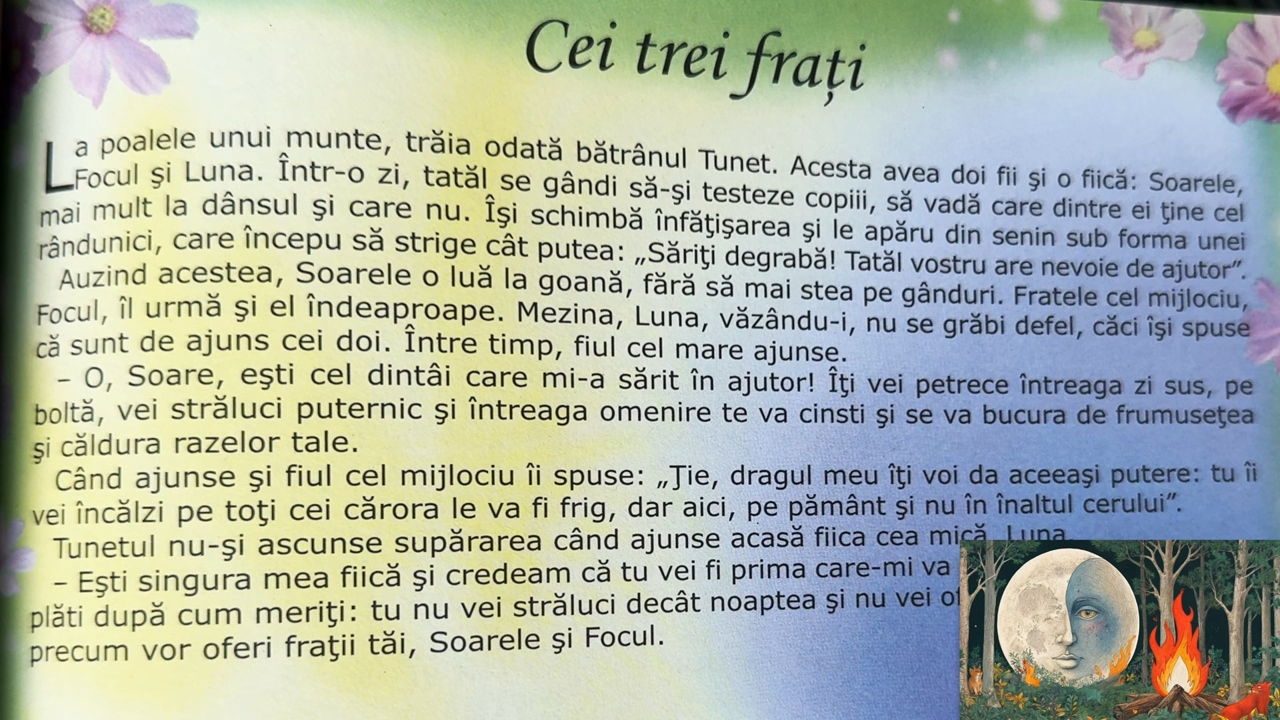 Cei trei frați
La poalele unui munte, trăia odată bătrânul Tunet. Acesta avea doi fii şi o fiică: Soarele,
Focul şi Luna. Într-o zi, tatăl se gândi să-şi testeze copiii, să vadă care dintre ei ţine cel
mai mult la dânsul şi care nu. Îşi schimbă înfăţişarea şi le apăru din senin sub forma unei
rândunici, care începu să strige cât putea: „Săriţi degrabă! Tatăl vostru are nevoie de ajutor”.
Auzind acestea, Soarele o luă la goană, fără să mai stea pe gânduri. Fratele cel mijlociu,
Focul, îl urmă şi el îndeaproape. Mezina, Luna, văzându-i, nu se grăbi defel, căci îşi spuse
că sunt de ajuns cei doi. Între timp, fiul cel mare ajunse.
– O, Soare, eşti cel dintâi care mi-a sărit în ajutor! Îţi vei petrece întreaga zi sus, pe
boltă, vei străluci puternic şi întreaga omenire te va cinsti şi se va bucura de frumuseţea
şi căldura razelor tale.
Când ajunse şi fiul cel mijlociu îi spuse: „Ţie, dragul meu îţi voi da aceeaşi putere: tu îi
vei încălzi pe toţi cei cărora le va fi frig, dar aici, pe pământ şi nu în înaltul cerului”.
Tunetul nu-şi ascunse supărarea când ajunse acasă fiica cea mică, Luna.
– Eşti singura mea fiică şi credeam că tu vei fi prima care-mi va
plăti după cum meriţi: tu nu vei străluci decât noaptea şi nu vei
precum vor oferi fraţii tăi, Soarele şi Focul.